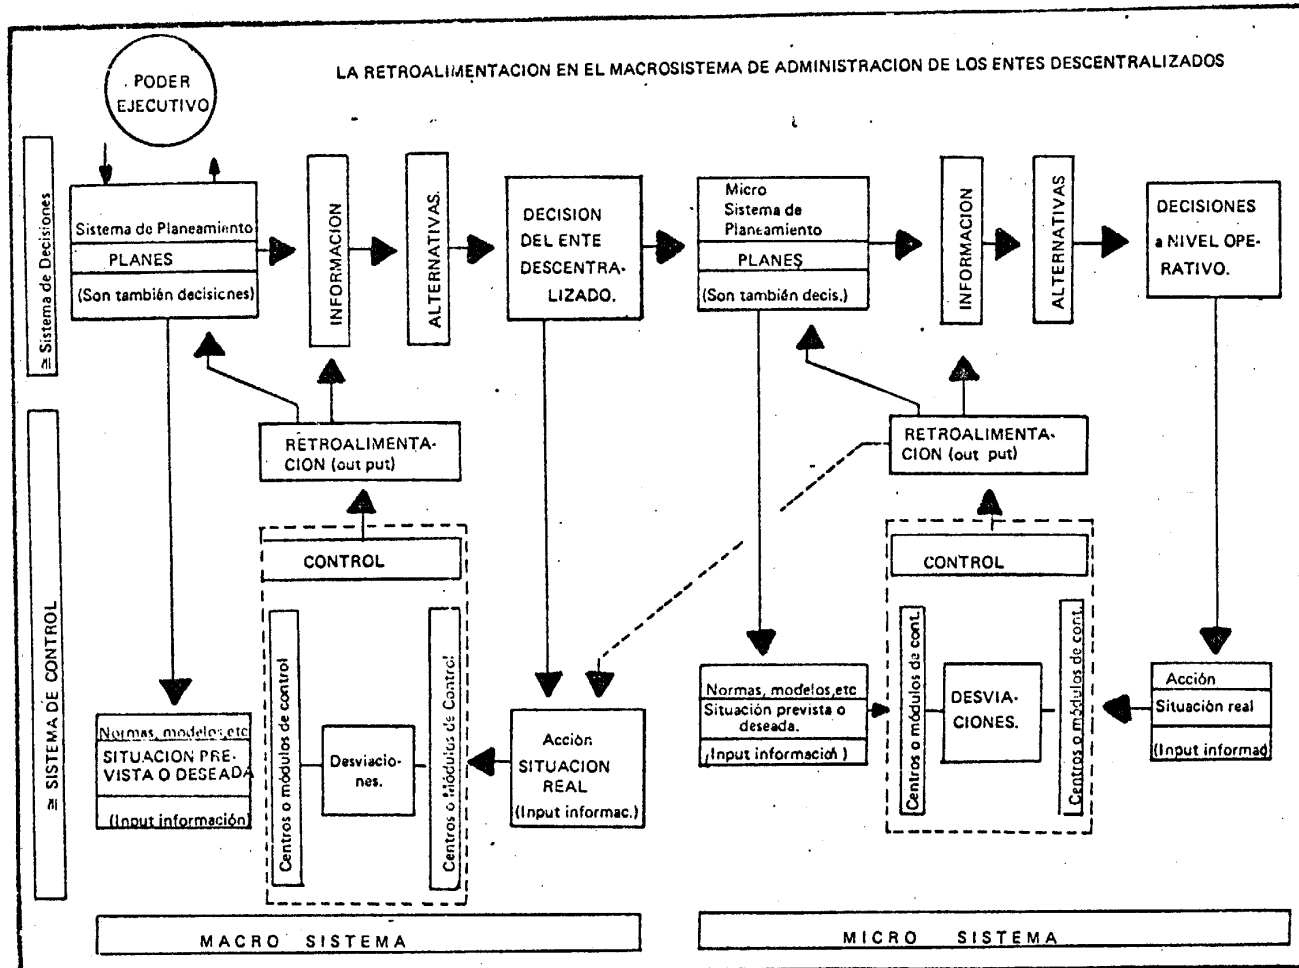 LA RETROALIMENTACION EN EL MACROSISTEMA DE ADMINISTRACION DE LOS ENTES DESCENTRALIZADOS
PODER
EJECUTIVO
Sistema de Decisiones
Sistema de Planeamiento
PLANES
(Son también decisiones)
INFORMACION
ALTERNATIVAS.
DECISION
DEL ENTE
DESCENTRA-
LIZADO.
Micro
Sistema de
Planeamiento
PLANES
(Son también decis.)
INFORMACION
ALTERNATIVAS
DECISIONES
a NIVEL OPE-
RATIVO.
SISTEMA DE CONTROL
RETROALIMENTA-
CION (out put)
CONTROL
Centros o módulos de control
Desviacio-
nes.
Centros o Módulos de Control
Normas, modelos,etc
SITUACION PRE-
VISTA O DESEADA
(Input información)
Acción
SITUACION
REAL
(Input informac.)
RETROALIMENTA-
CION (out put)
CONTROL
Centros o módulos de cont.
DESVIA-
CIONES.
Centros o módulos de cont.
Normas, modelos,etc
Situación prevista o
deseada.
(Input información)
Acción
Situación real
(Input informac
MACRO SISTEMA
MICRO SISTEMA